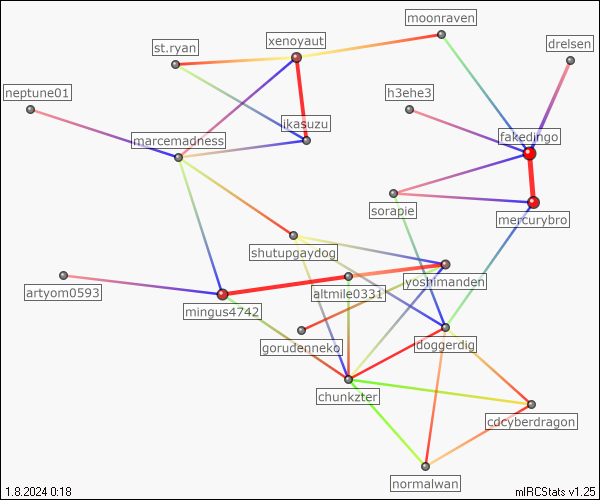 moonraven
xenoyaut
st.ryan
drelsen
neptune01
h3ehe3
ikasuzu
fakedingo
marcemadness
sorapie
mercurybro
shutupgaydog
yoshimanden
artyom0593
altmile0331
mingus4742
gorudenneko
doggerdig
chunkzter
cdcyberdragon
normalwan
1.8.2024 0:18
mIRCStats v1.25